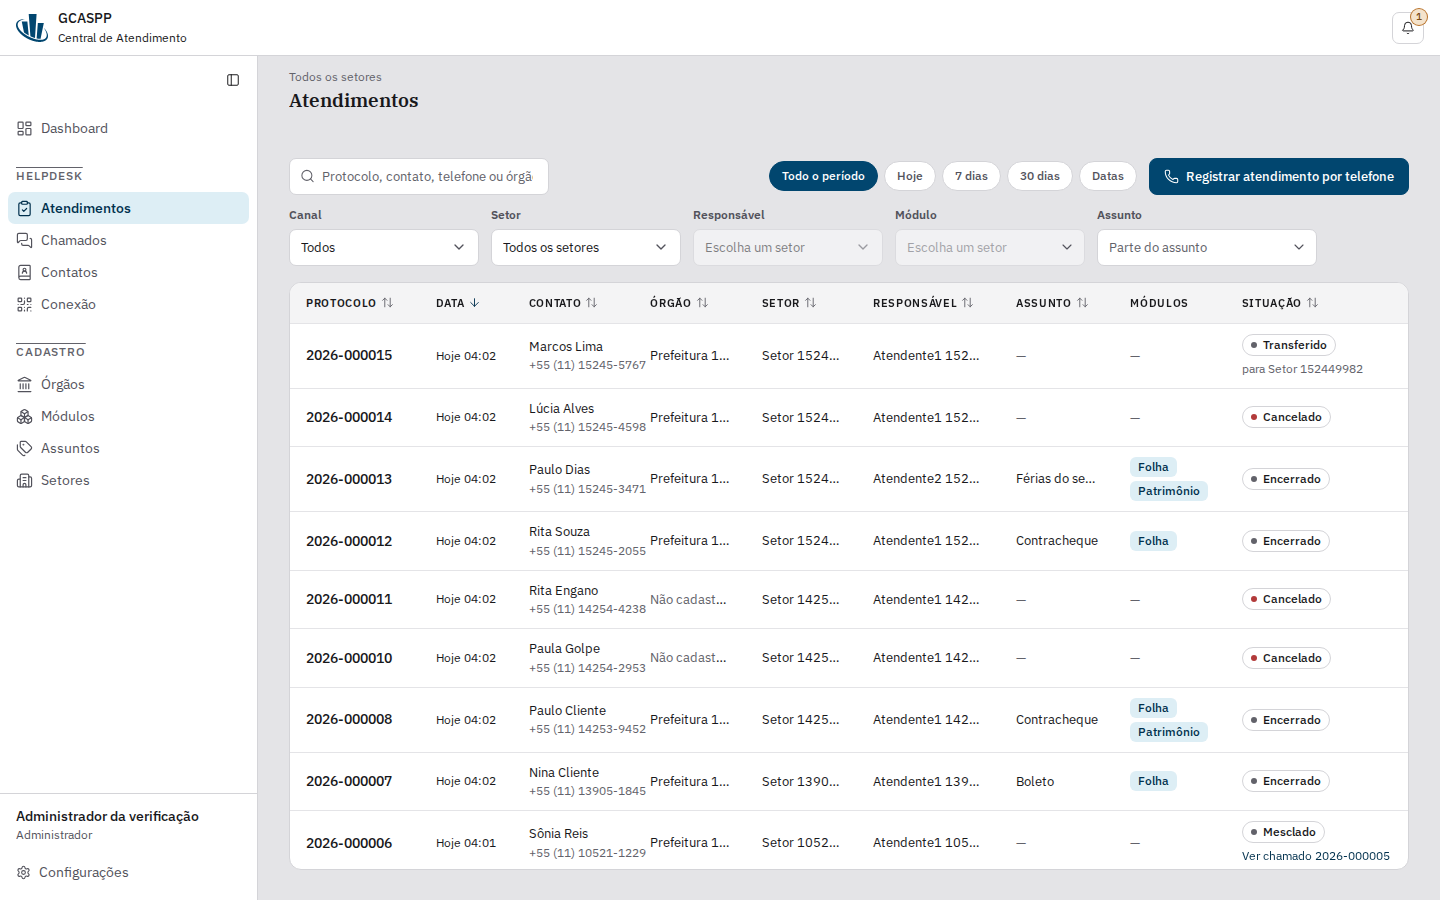 GCASPP
Central de Atendimento
1
Dashboard
HELPDESK
Atendimentos
Chamados
Contatos
Conexão
CADASTRO
Órgãos
Módulos
Assuntos
Setores
Administrador da verificação
Administrador
Configurações
Todos os setores
Atendimentos
Protocolo, contato, telefone ou órgã
Todo o período Hoje 7 dias 30 dias Datas Registrar atendimento por telefone
Canal Setor Responsável Módulo Assunto
Todos Todos os setores Escolha um setor Escolha um setor Parte do assunto
PROTOCOLO DATA CONTATO ÓRGÃO SETOR RESPONSÁVEL ASSUNTO MÓDULOS SITUAÇÃO
2026-000015 Hoje 04:02 Marcos Lima Prefeitura 1... Setor 1524... Atendente1 152... — — Transferido
+55 (11) 15245-5767 para Setor 152449982
2026-000014 Hoje 04:02 Lúcia Alves Prefeitura 1... Setor 1524... Atendente1 152... — — Cancelado
+55 (11) 15245-4598
2026-000013 Hoje 04:02 Paulo Dias Prefeitura 1... Setor 1524... Atendente2 152... Férias do se... Folha Encerrado
+55 (11) 15245-3471 Patrimônio
2026-000012 Hoje 04:02 Rita Souza Prefeitura 1... Setor 1524... Atendente1 152... Contracheque Folha Encerrado
+55 (11) 15245-2055
2026-000011 Hoje 04:02 Rita Engano Não cadast... Setor 1425... Atendente1 142... — — Cancelado
+55 (11) 14254-4238
2026-000010 Hoje 04:02 Paula Golpe Não cadast... Setor 1425... Atendente1 142... — — Cancelado
+55 (11) 14254-2953
2026-000008 Hoje 04:02 Paulo Cliente Prefeitura 1... Setor 1425... Atendente1 142... Contracheque Folha Encerrado
+55 (11) 14253-9452 Patrimônio
2026-000007 Hoje 04:02 Nina Cliente Prefeitura 1... Setor 1390... Atendente1 139... Boleto Folha Encerrado
+55 (11) 13905-1845
2026-000006 Hoje 04:01 Sônia Reis Prefeitura 1... Setor 1052... Atendente1 105... — — Mesclado
+55 (11) 10521-1229 Ver chamado 2026-000005